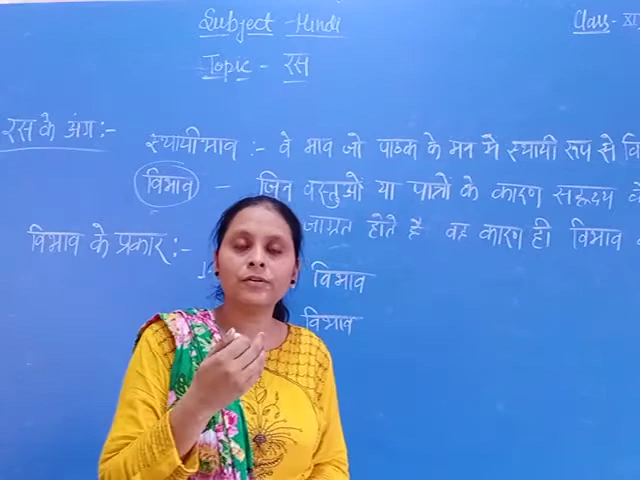 Subject - Hindi
Class - XI
Topic - रस
रस के अंग :-
स्थायीभाव :- वे भाव जो पाठक के मन में स्थायी रूप से
विभाव - जिन वस्तुओं या पात्रों के कारण सहृदय के
जाग्रत होते है वह कारण ही विभाव
विभाव के प्रकार :-
विभाव
विभाव